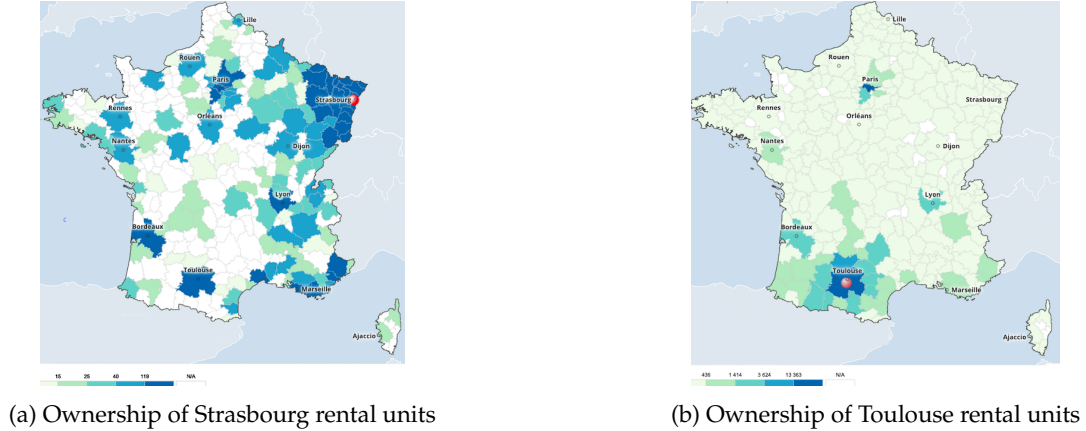 Lille
Rouen
Paris
Strasbourg
Rennes
Orléans
Nantes
Dijon
Lyon
Bordeaux
Toulouse
Marseille
Ajaccio
c
15 25 40 119 N/A
(a) Ownership of Strasbourg rental units
Lille
Rouen
Paris
Strasbourg
Rennes
Orléans
Nantes
Dijon
Lyon
Bordeaux
Toulouse
Marseille
Ajaccio
436 1 414 3 624 13 363 N/A
(b) Ownership of Toulouse rental units